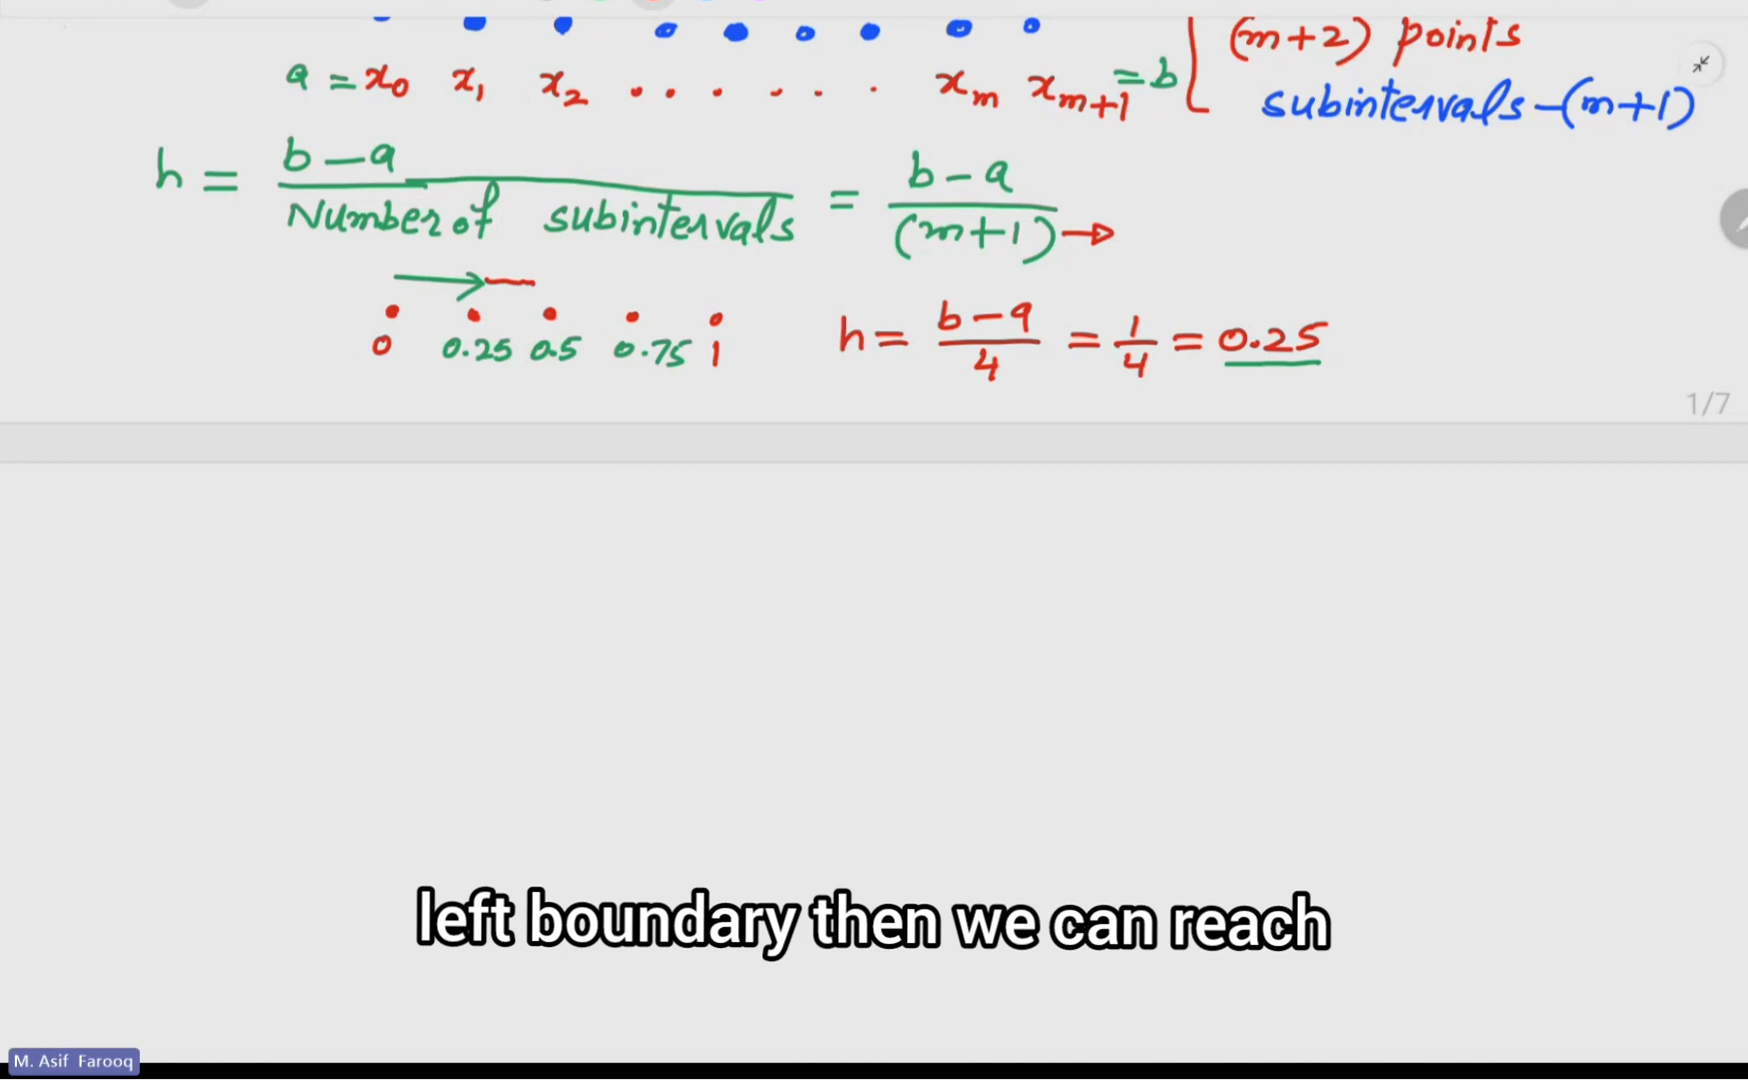 (m+2) points
a = x₀ x₁ x₂ . . . . . . . xₘ xₘ₊₁ = b
subintervals - (m+1)
h = b-a / Number of subintervals = b-a / (m+1)
0 0.25 0.5 0.75 1
h = b-a / 4 = 1/4 = 0.25
1/7
left boundary then we can reach
M. Asif Farooq